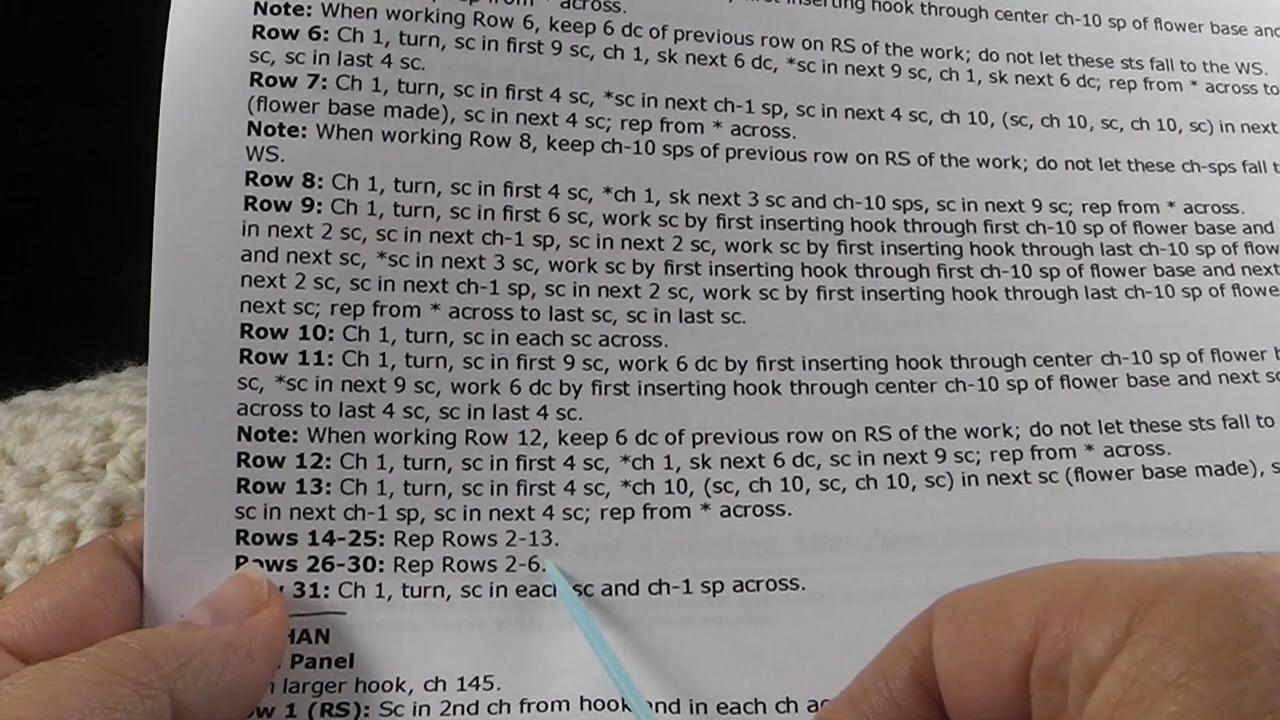 across.
inserting hook through center ch-10 sp of flower base and
Note: When working Row 6, keep 6 dc of previous row on RS of the work; do not let these sts fall to the WS.
Row 6: Ch 1, turn, sc in first 9 sc, ch 1, sk next 6 dc, *sc in next 9 sc, ch 1, sk next 6 dc; rep from * across to
sc, sc in last 4 sc.
Row 7: Ch 1, turn, sc in first 4 sc, *sc in next ch-1 sp, sc in next 4 sc, ch 10, (sc, ch 10, sc, ch 10, sc) in next
(flower base made), sc in next 4 sc; rep from * across.
Note: When working Row 8, keep ch-10 sps of previous row on RS of the work; do not let these ch-sps fall
WS.
Row 8: Ch 1, turn, sc in first 4 sc, *ch 1, sk next 3 sc and ch-10 sps, sc in next 9 sc; rep from * across.
Row 9: Ch 1, turn, sc in first 6 sc, work sc by first inserting hook through first ch-10 sp of flower base and
in next 2 sc, sc in next ch-1 sp, sc in next 2 sc, work sc by first inserting hook through last ch-10 sp of
and next sc, *sc in next 3 sc, work sc by first inserting hook through first ch-10 sp of flower base and next
next 2 sc, sc in next ch-1 sp, sc in next 2 sc, work sc by first inserting hook through last ch-10 sp of
next sc; rep from * across to last sc, sc in last sc.
Row 10: Ch 1, turn, sc in each sc across.
Row 11: Ch 1, turn, sc in first 9 sc, work 6 dc by first inserting hook through center ch-10 sp of flower
sc, *sc in next 9 sc, work 6 dc by first inserting hook through center ch-10 sp of flower base and next
across to last 4 sc, sc in last 4 sc.
Note: When working Row 12, keep 6 dc of previous row on RS of the work; do not let these sts fall to
Row 12: Ch 1, turn, sc in first 4 sc, *ch 1, sk next 6 dc, sc in next 9 sc; rep from * across.
Row 13: Ch 1, turn, sc in first 4 sc, *ch 10, (sc, ch 10, sc, ch 10, sc) in next sc (flower base made),
sc in next ch-1 sp, sc in next 4 sc; rep from * across.
Rows 14-25: Rep Rows 2-13.
Rows 26-30: Rep Rows 2-6.
31: Ch 1, turn, sc in each sc and ch-1 sp across.
HAN
Panel
larger hook, ch 145.
1 (RS): Sc in 2nd ch from hook and in each ch